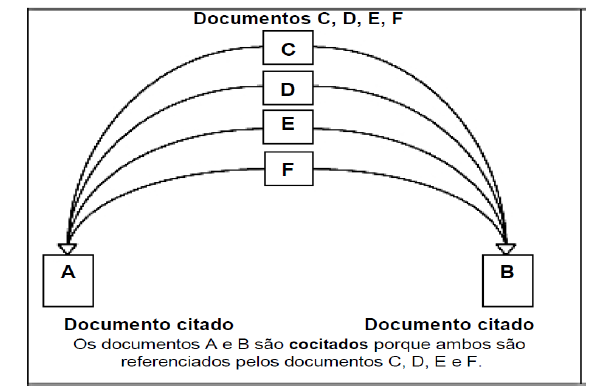 Documentos C, D, E, F
C
D
E
F
A
B
Documento citado
Documento citado
Os documentos A e B são cocitados porque ambos são
referenciados pelos documentos C, D, E e F.